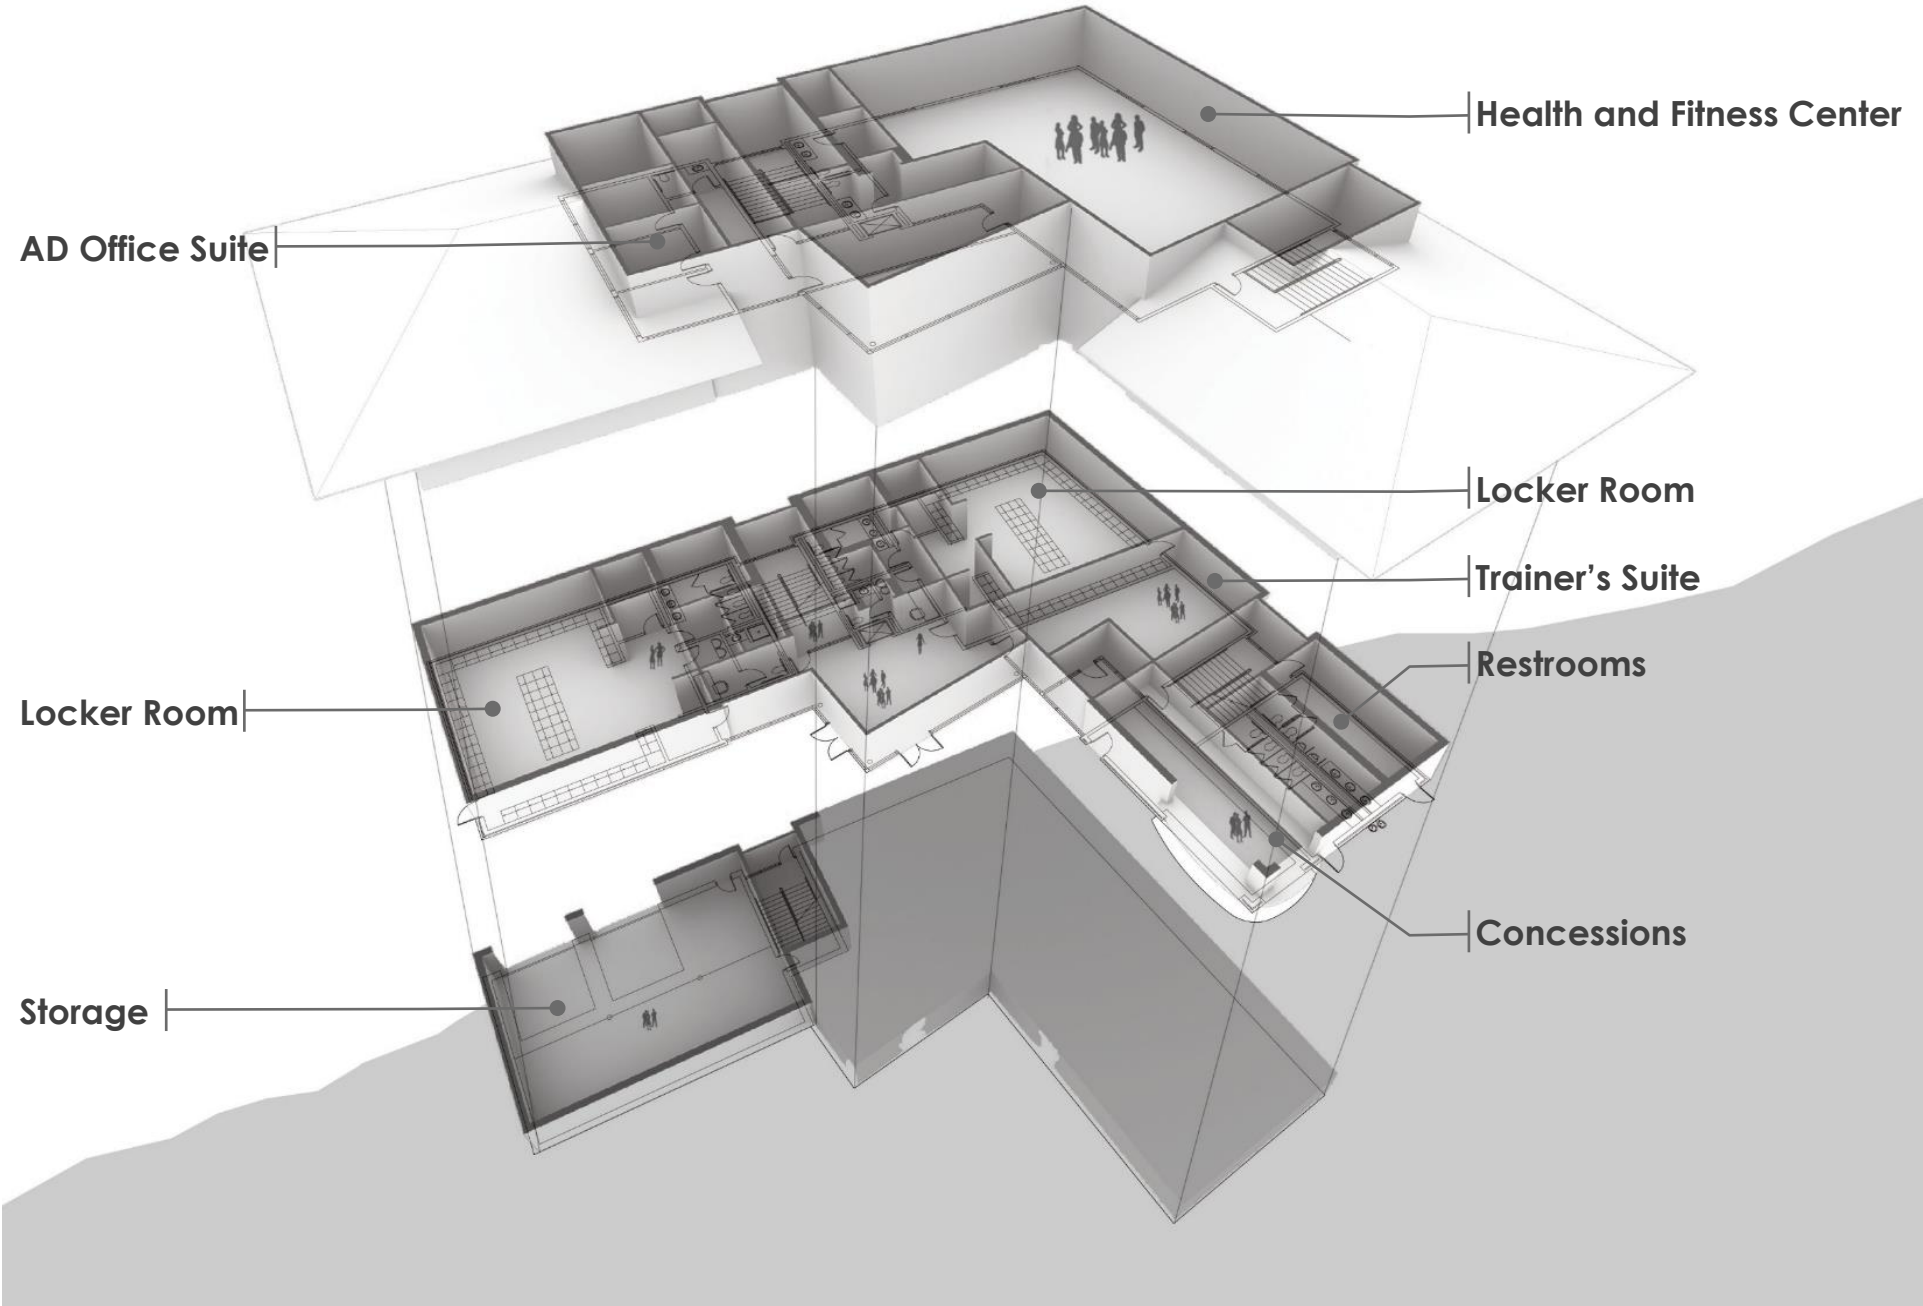 Health and Fitness Center
AD Office Suite
Locker Room
Trainer's Suite
Restrooms
Locker Room
Concessions
Storage